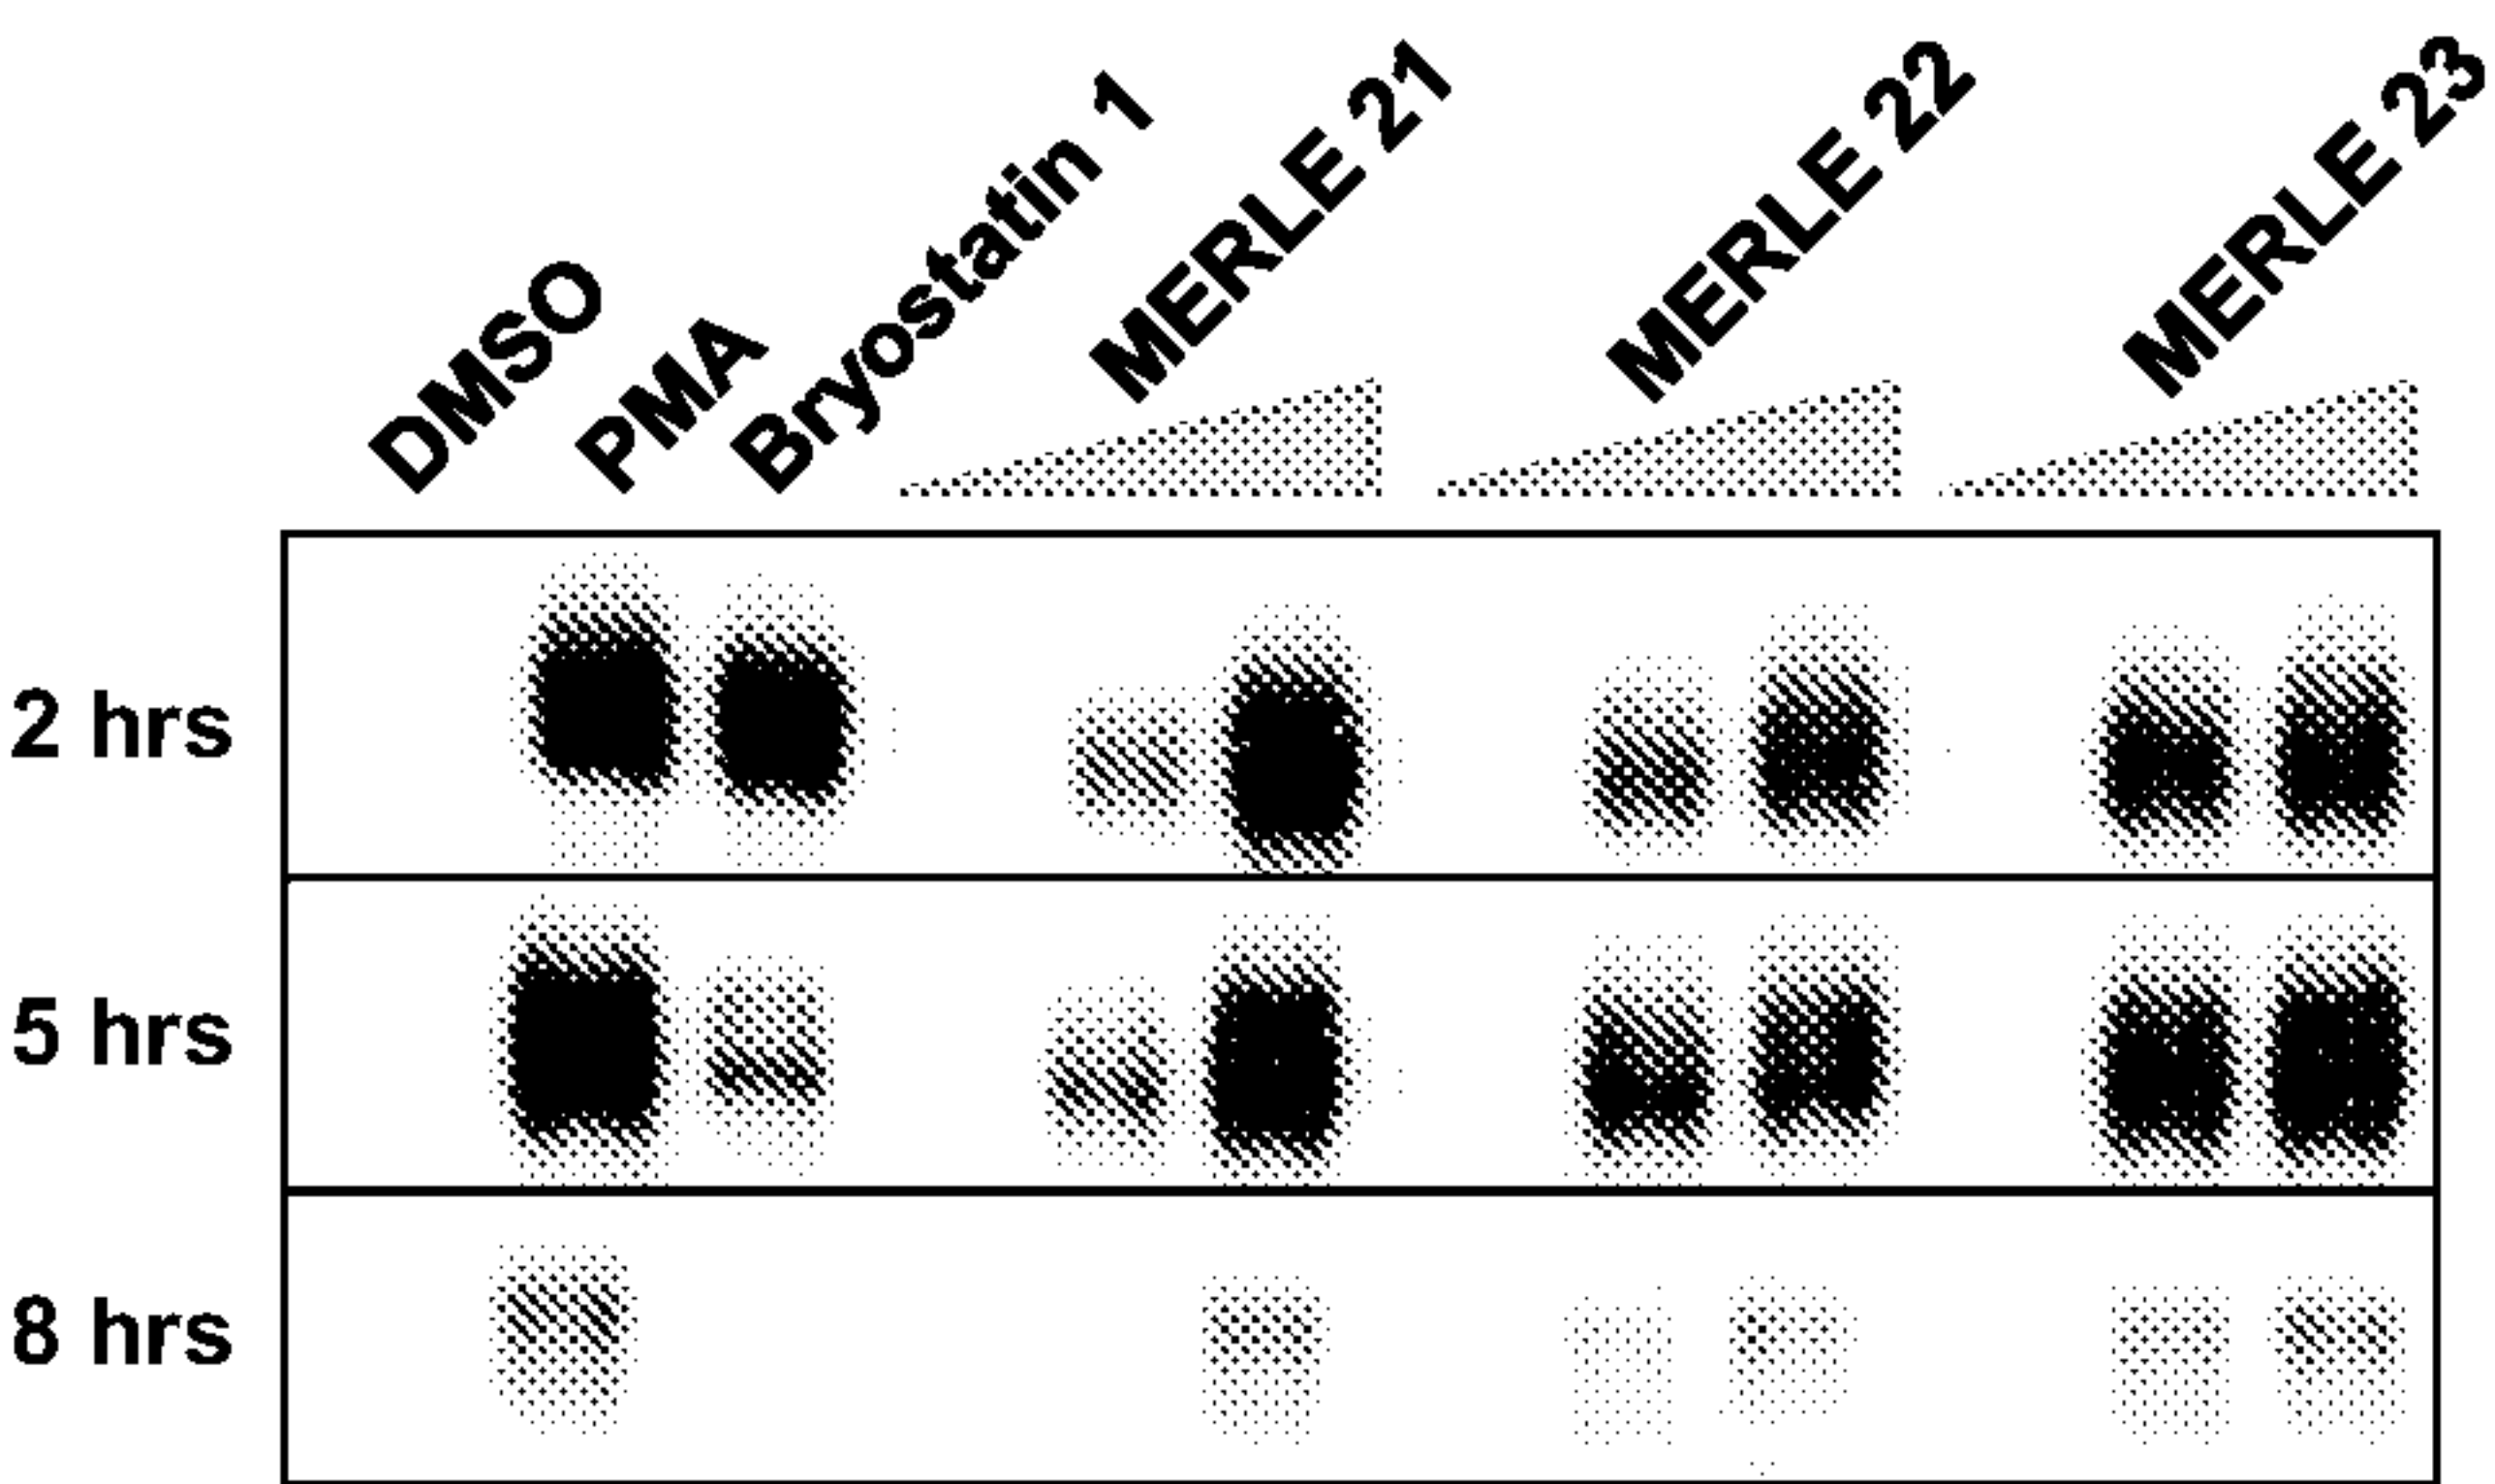 DMSO
PMA
Bryostatin 1
MERLE 21
MERLE 22
MERLE 23
2 hrs
5 hrs
8 hrs